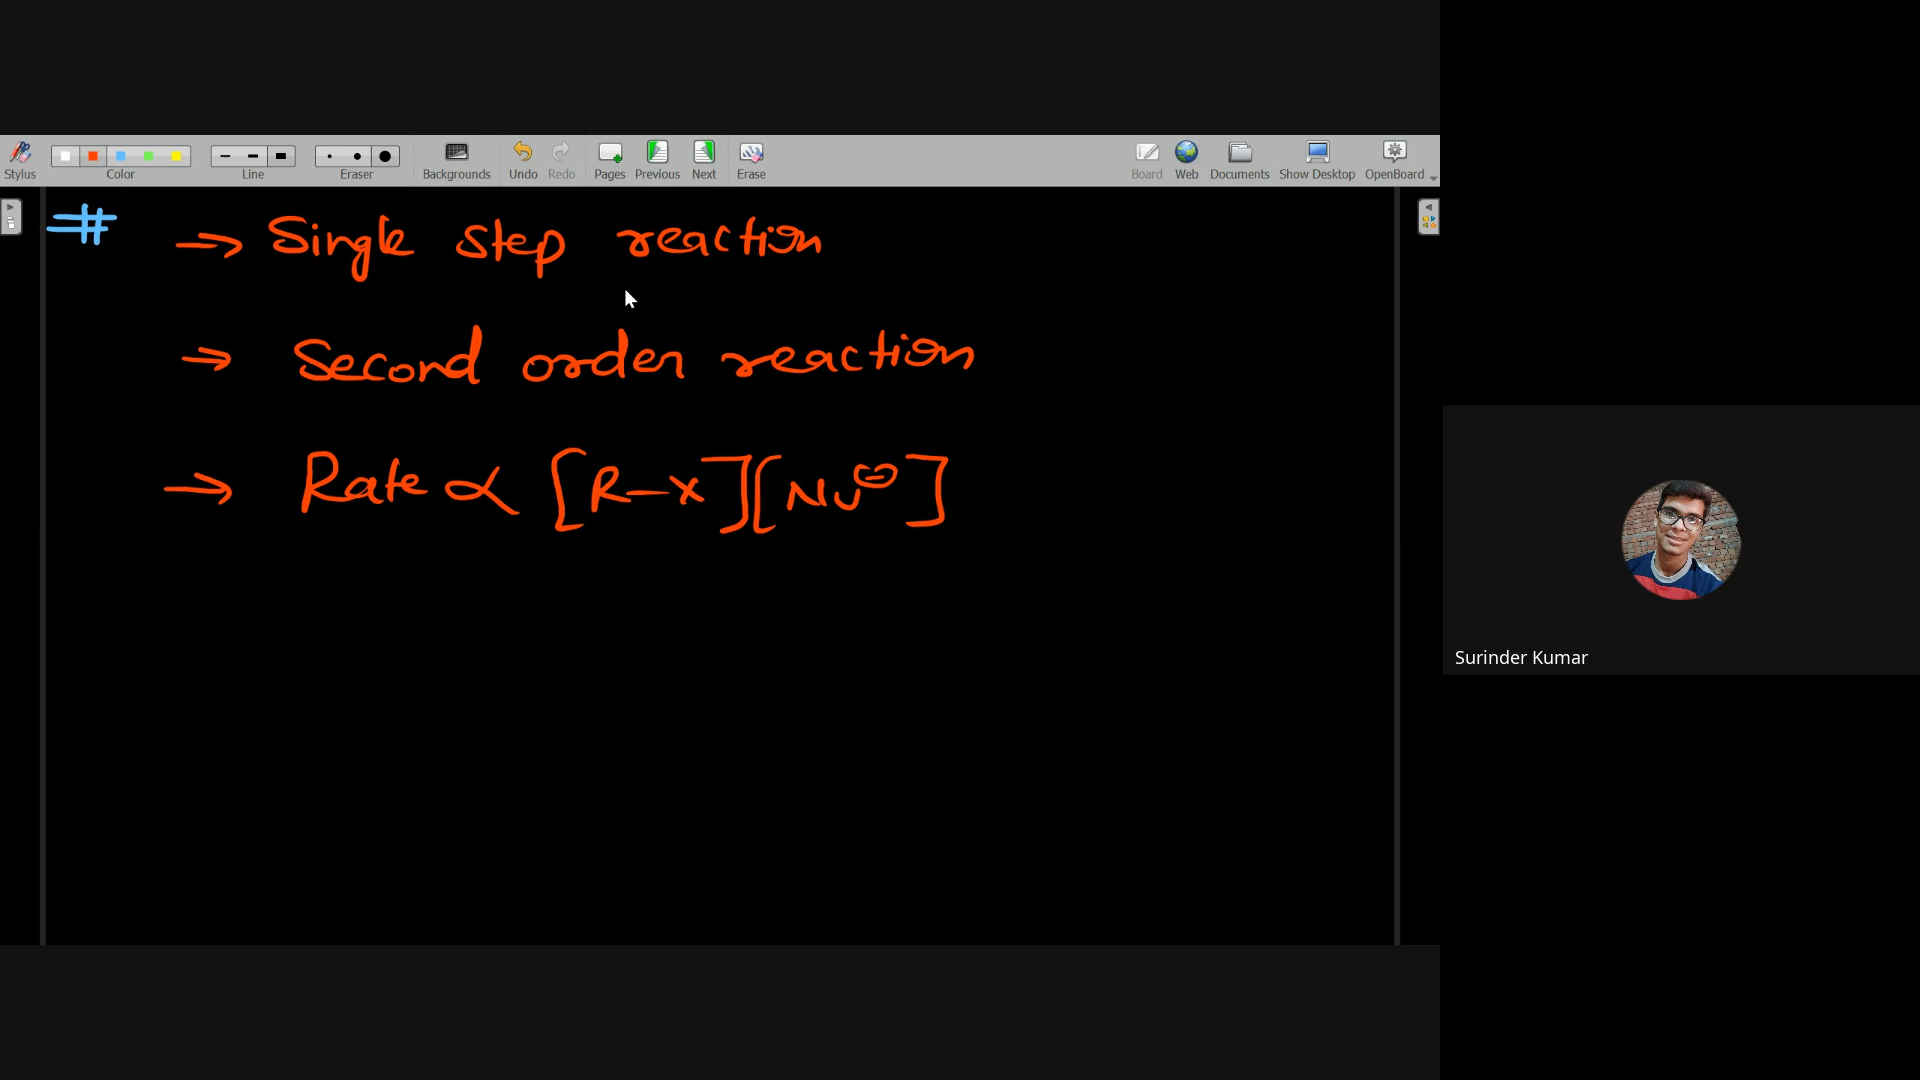 Stylus Color Line Eraser Backgrounds Undo Redo Pages Previous Next Erase Board Web Documents Show Desktop OpenBoard
# → Single step reaction
→ Second order reaction
→ Rate ∝ [R-X][Nu⊖]
Surinder Kumar